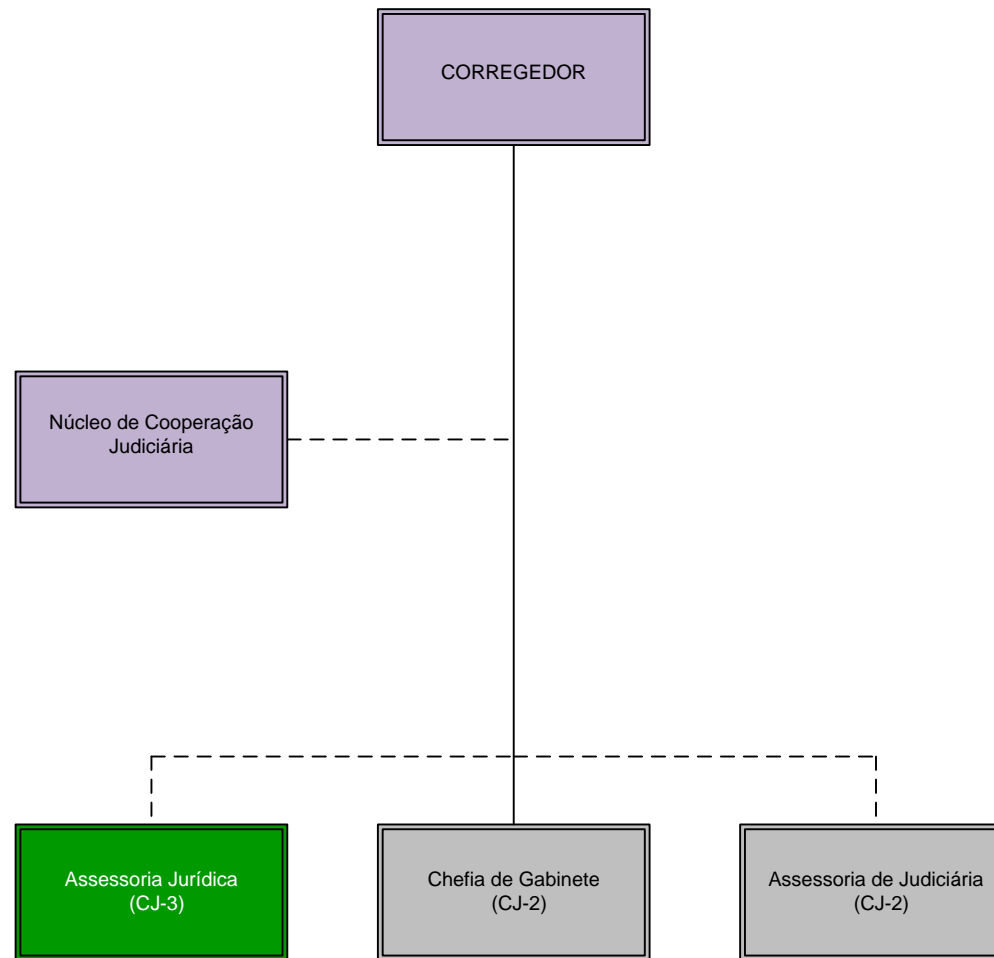 CORREGEDOR
Núcleo de Cooperação
Judiciária
Assessoria Jurídica
(CJ-3)
Chefia de Gabinete
(CJ-2)
Assessoria de Judiciária
(CJ-2)